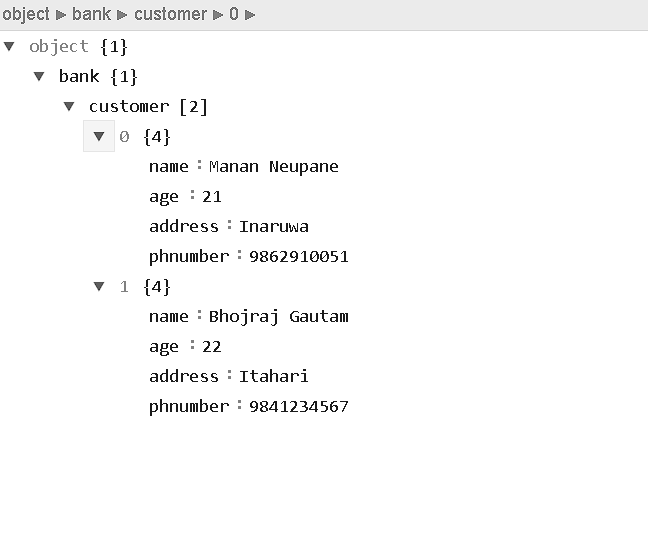 object ▶ bank ▶ customer ▶ 0 ▶
▼ object {1}
▼ bank {1}
▼ customer [2]
▼ 0 {4}
name : Manan Neupane
age : 21
address : Inaruwa
phnumber : 9862910051
▼ 1 {4}
name : Bhojraj Gautam
age : 22
address : Itahari
phnumber : 9841234567